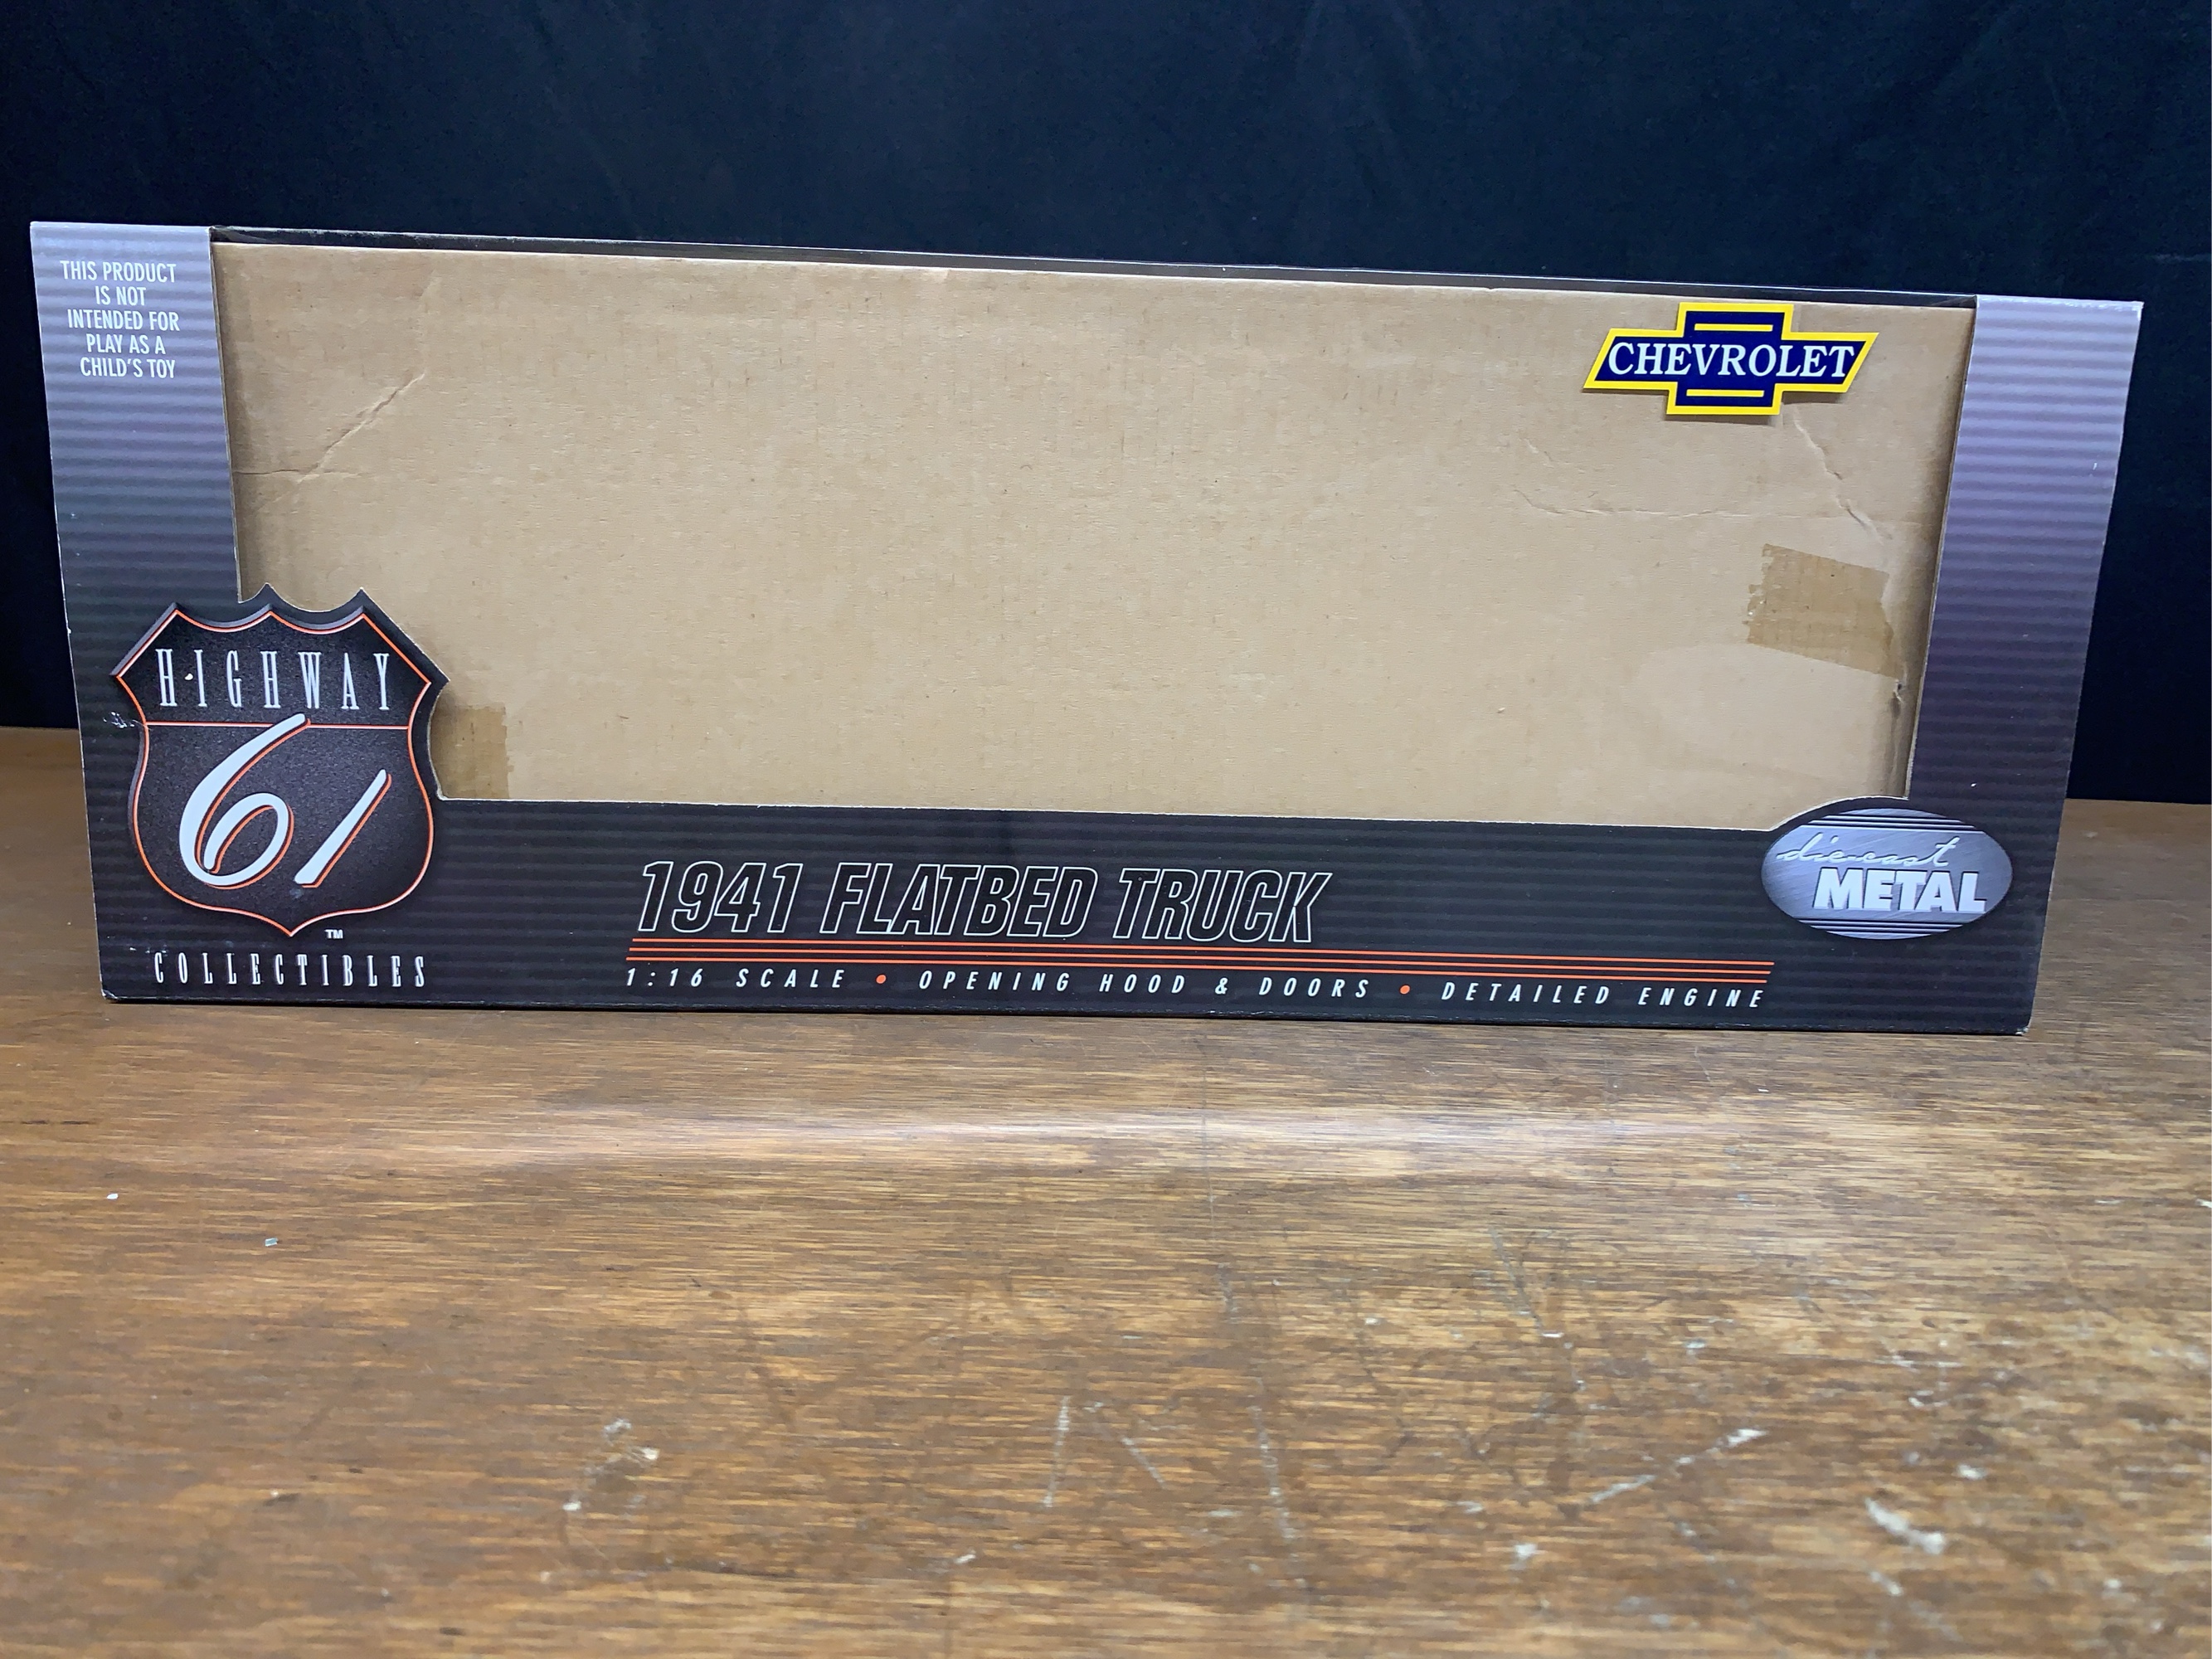 THIS PRODUCT
IS NOT
INTENDED FOR
PLAY AS A
CHILD'S TOY
CHEVROLET
HIGHWAY
61
TM
COLLECTIBLES
1941 FLATBED TRUCK
1:16 SCALE • OPENING HOOD & DOORS • DETAILED ENGINE
die-cast
METAL